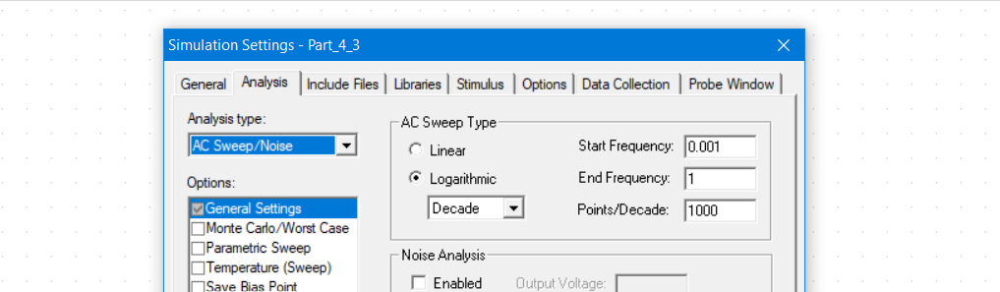 Simulation Settings - Part_4_3
General Analysis Include Files Libraries Stimulus Options Data Collection Probe Window
Analysis type:
AC Sweep/Noise
Options:
General Settings
Monte Carlo/Worst Case
Parametric Sweep
Temperature (Sweep)
Save Bias Point
AC Sweep Type
Linear
Logarithmic
Decade
Start Frequency: 0.001
End Frequency: 1
Points/Decade: 1000
Noise Analysis
Enabled
Output Voltage: